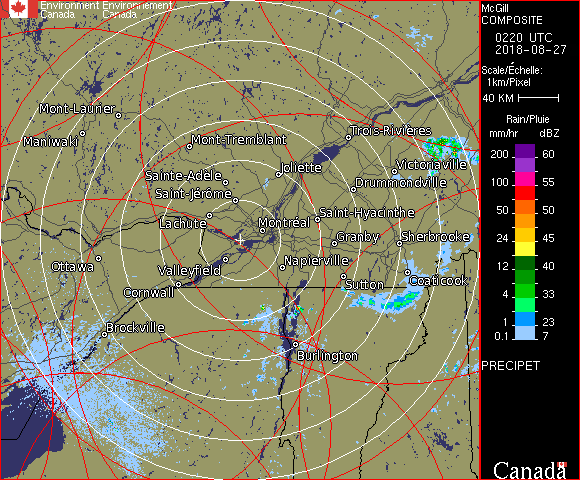 Environment Environnement
Canada Canada
McGill
COMPOSITE
0220 UTC
2018-08-27
Scale/Échelle:
1km/Pixel
40 KM
Rain/Pluie
mm/hr dBZ
200 60
100 55
50 50
24 45
12 40
4 33
1 23
0.1 7
PRECIPET
Canada
Mont-Laurier
Maniwaki
Mont-Tremblant
Trois-Rivières
Victoriaville
Joliette
Sainte-Adèle
Drummondville
Saint-Jérôme
Lachute
Saint-Hyacinthe
Montréal
Granby
Sherbrooke
Ottawa
Valleyfield
Napierville
Cornwall
Sutton
Coaticook
Brockville
Burlington